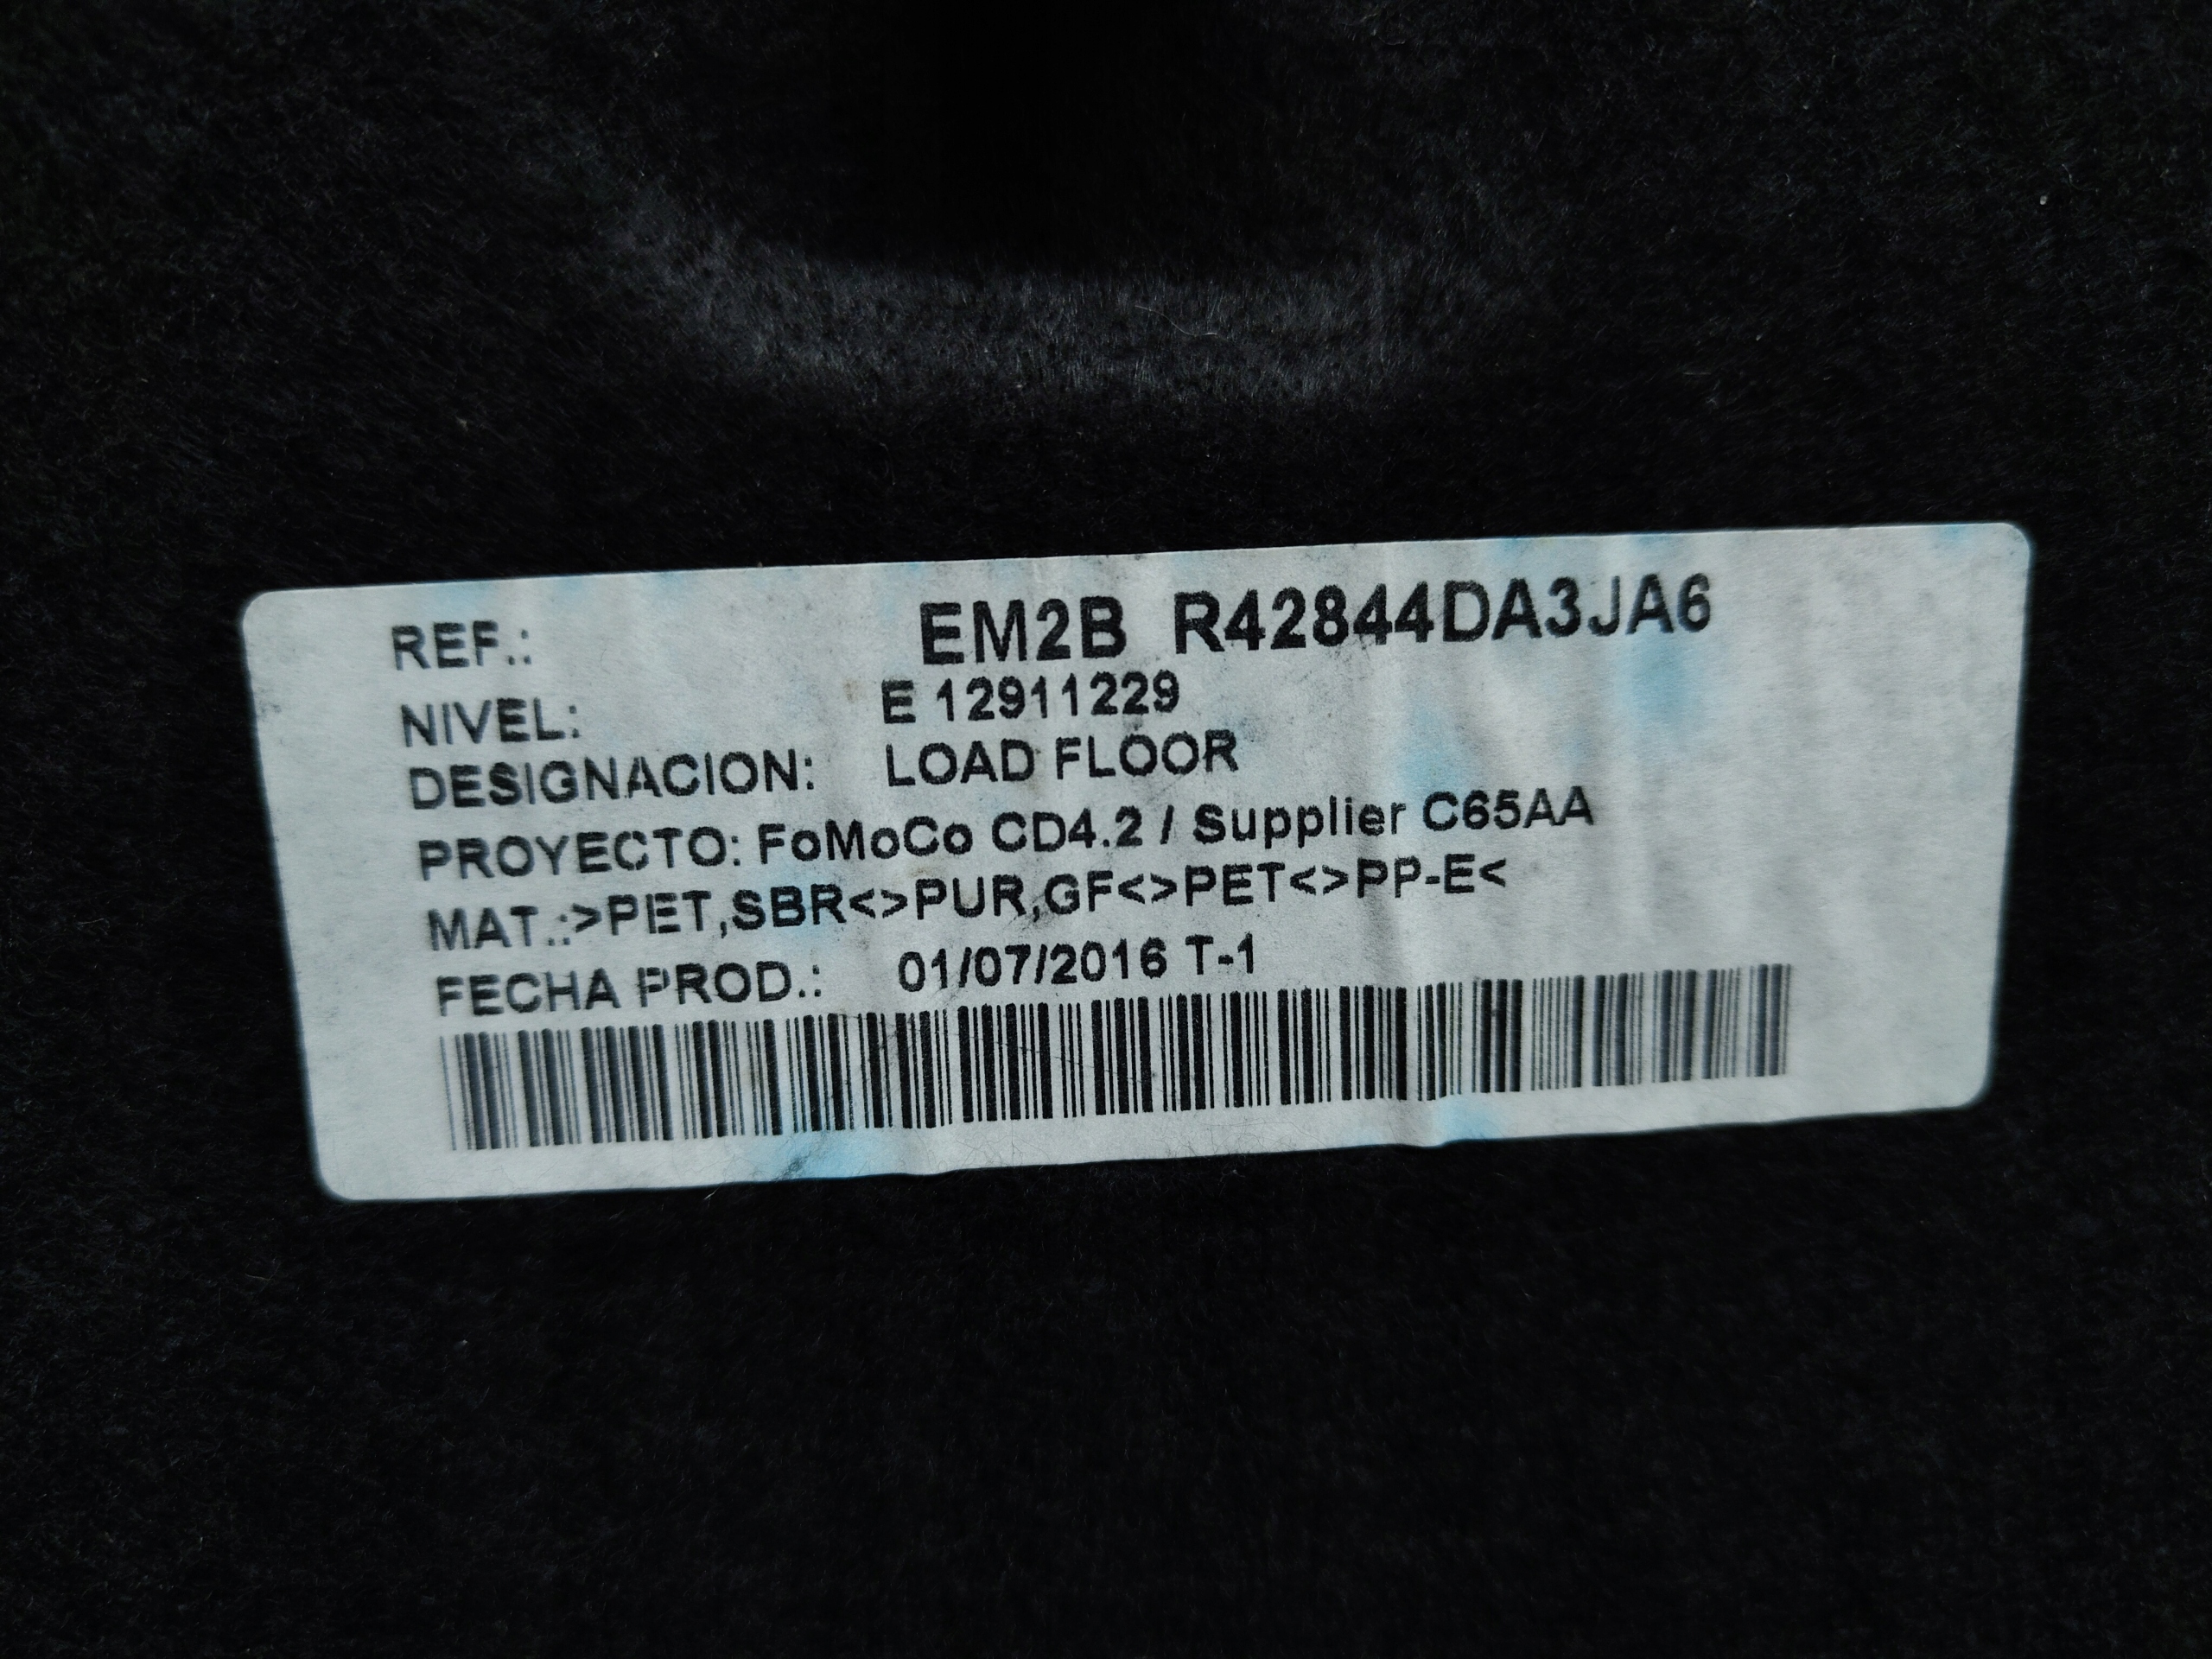 REF.: EM2B R42844DA3JA6
NIVEL: E 12911229
DESIGNACION: LOAD FLOOR
PROYECTO: FoMoCo CD4.2 / Supplier C65AA
MAT.:>PET,SBR<>PUR,GF<>PET<>PP-E<
FECHA PROD.: 01/07/2016 T-1